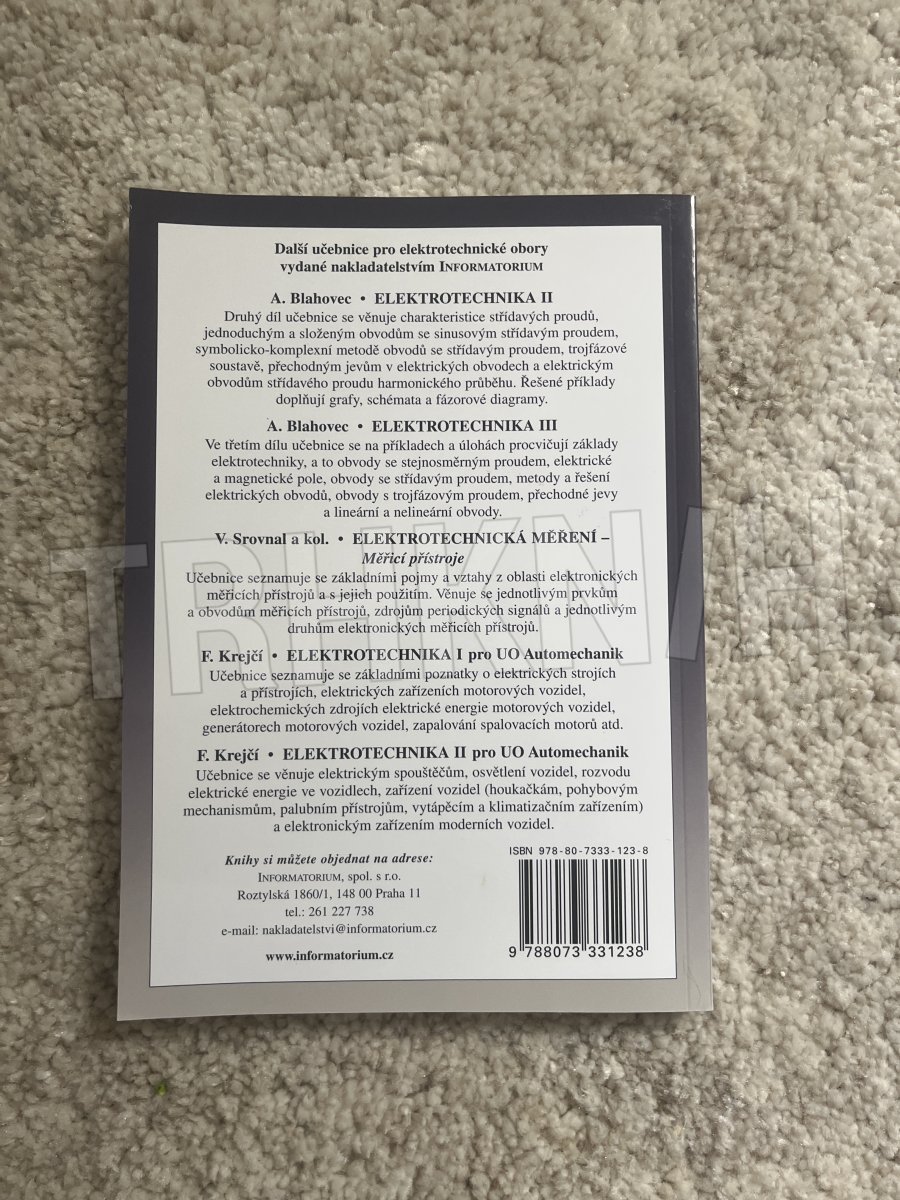 Další učebnice pro elektrotechnické obory
vydané nakladatelstvím INFORMATORIUM
A. Blahovec • ELEKTROTECHNIKA II
Druhý díl učebnice se věnuje charakteristice střídavých proudů,
jednoduchým a složeným obvodům se sinusovým střídavým proudem,
symbolicko-komplexní metodě obvodů se střídavým proudem, trojfázové
soustavě, přechodným jevům v elektrických obvodech a elektrickým
obvodům střídavého proudu harmonického průběhu. Řešené příklady
doplňují grafy, schémata a fázorové diagramy.
A. Blahovec • ELEKTROTECHNIKA III
Ve třetím dílu učebnice se na příkladech a úlohách procvičují základy
elektrotechniky, a to obvody se stejnosměrným proudem, elektrické
a magnetické pole, obvody se střídavým proudem, metody a řešení
elektrických obvodů, obvody s trojfázovým proudem, přechodné jevy
a lineární a nelineární obvody.
V. Srovnal a kol. • ELEKTROTECHNICKÁ MĚŘENÍ –
Měřicí přístroje
Učebnice seznamuje se základními pojmy a vztahy z oblasti elektronických
měřicích přístrojů a s jejich použitím. Věnuje se jednotlivým prvkům
a obvodům měřicích přístrojů, zdrojům periodických signálů a jednotlivým
druhům elektronických měřicích přístrojů.
F. Krejčí • ELEKTROTECHNIKA I pro UO Automechanik
Učebnice seznamuje se základními poznatky o elektrických strojích
a přístrojích, elektrických zařízeních motorových vozidel,
elektrochemických zdrojích elektrické energie motorových vozidel,
generátorech motorových vozidel, zapalování spalovacích motorů atd.
F. Krejčí • ELEKTROTECHNIKA II pro UO Automechanik
Učebnice se věnuje elektrickým spouštěčům, osvětlení vozidel, rozvodu
elektrické energie ve vozidlech, zařízení vozidel (houkačkám, pohybovým
mechanismům, palubním přístrojům, vytápěcím a klimatizačním zařízením)
a elektronickým zařízením moderních vozidel.
Knihy si můžete objednat na adrese:
INFORMATORIUM, spol. s r.o.
Roztylská 1860/1, 148 00 Praha 11
tel.: 261 227 738
e-mail: nakladatelstvi@informatorium.cz
www.informatorium.cz
ISBN 978-80-7333-123-8
9 788073 331238